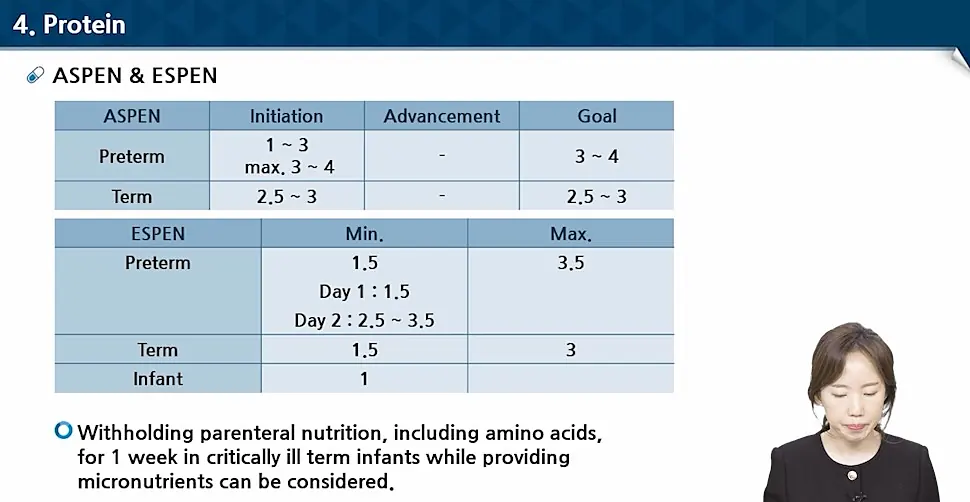 4. Protein
ASPEN & ESPEN
ASPEN Initiation Advancement Goal
Preterm 1 ~ 3 max. 3 ~ 4 - 3 ~ 4
Term 2.5 ~ 3 - 2.5 ~ 3
ESPEN Min. Max.
Preterm 1.5 3.5
Day 1 : 1.5
Day 2 : 2.5 ~ 3.5
Term 1.5 3
Infant 1
Withholding parenteral nutrition, including amino acids,
for 1 week in critically ill term infants while providing
micronutrients can be considered.